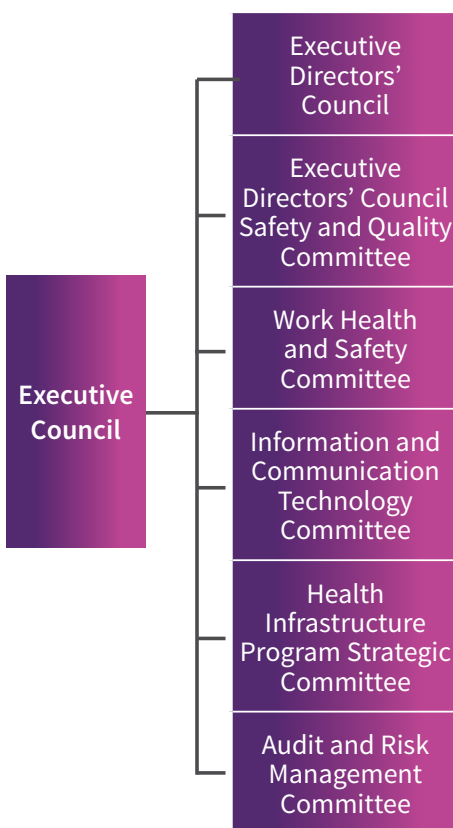 Executive
Council
Executive
Directors’
Council
Executive
Directors’ Council
Safety and Quality
Committee
Work Health
and Safety
Committee
Information and
Communication
Technology
Committee
Health
Infrastructure
Program Strategic
Committee
Audit and Risk
Management
Committee